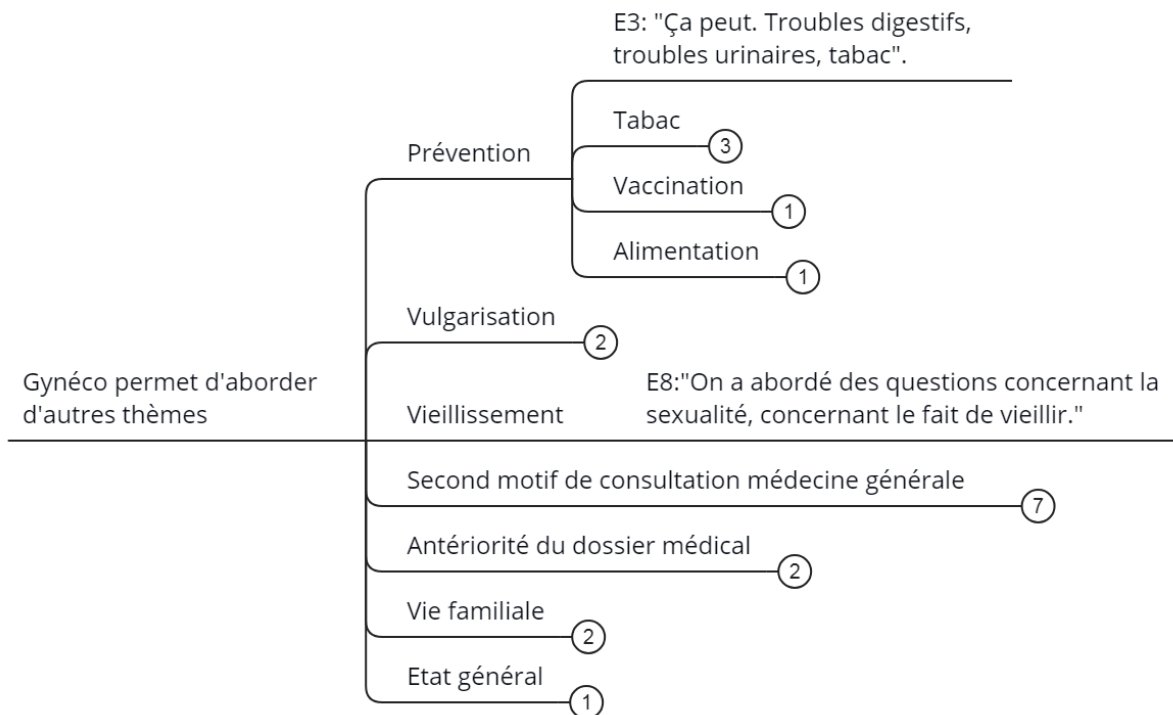 E3: "Ça peut. Troubles digestifs,
troubles urinaires, tabac".
Tabac
3
Prévention
Vaccination
1
Alimentation
1
Vulgarisation
2
Gynéco permet d'aborder
d'autres thèmes
Vieillissement
E8:"On a abordé des questions concernant la
sexualité, concernant le fait de vieillir."
Second motif de consultation médecine générale
7
Antériorité du dossier médical
2
Vie familiale
2
Etat général
1